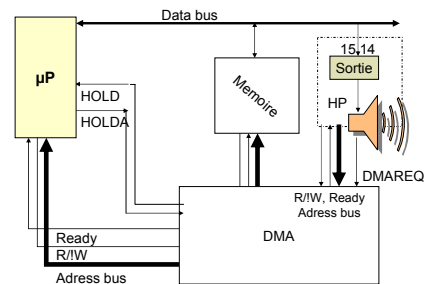 Data bus
15,14
µP
Sortie
Memoire
HOLD
HP
HOLDA
DMAREQ
R/!W, Ready
Adress bus
DMA
Ready
R/!W
Adress bus